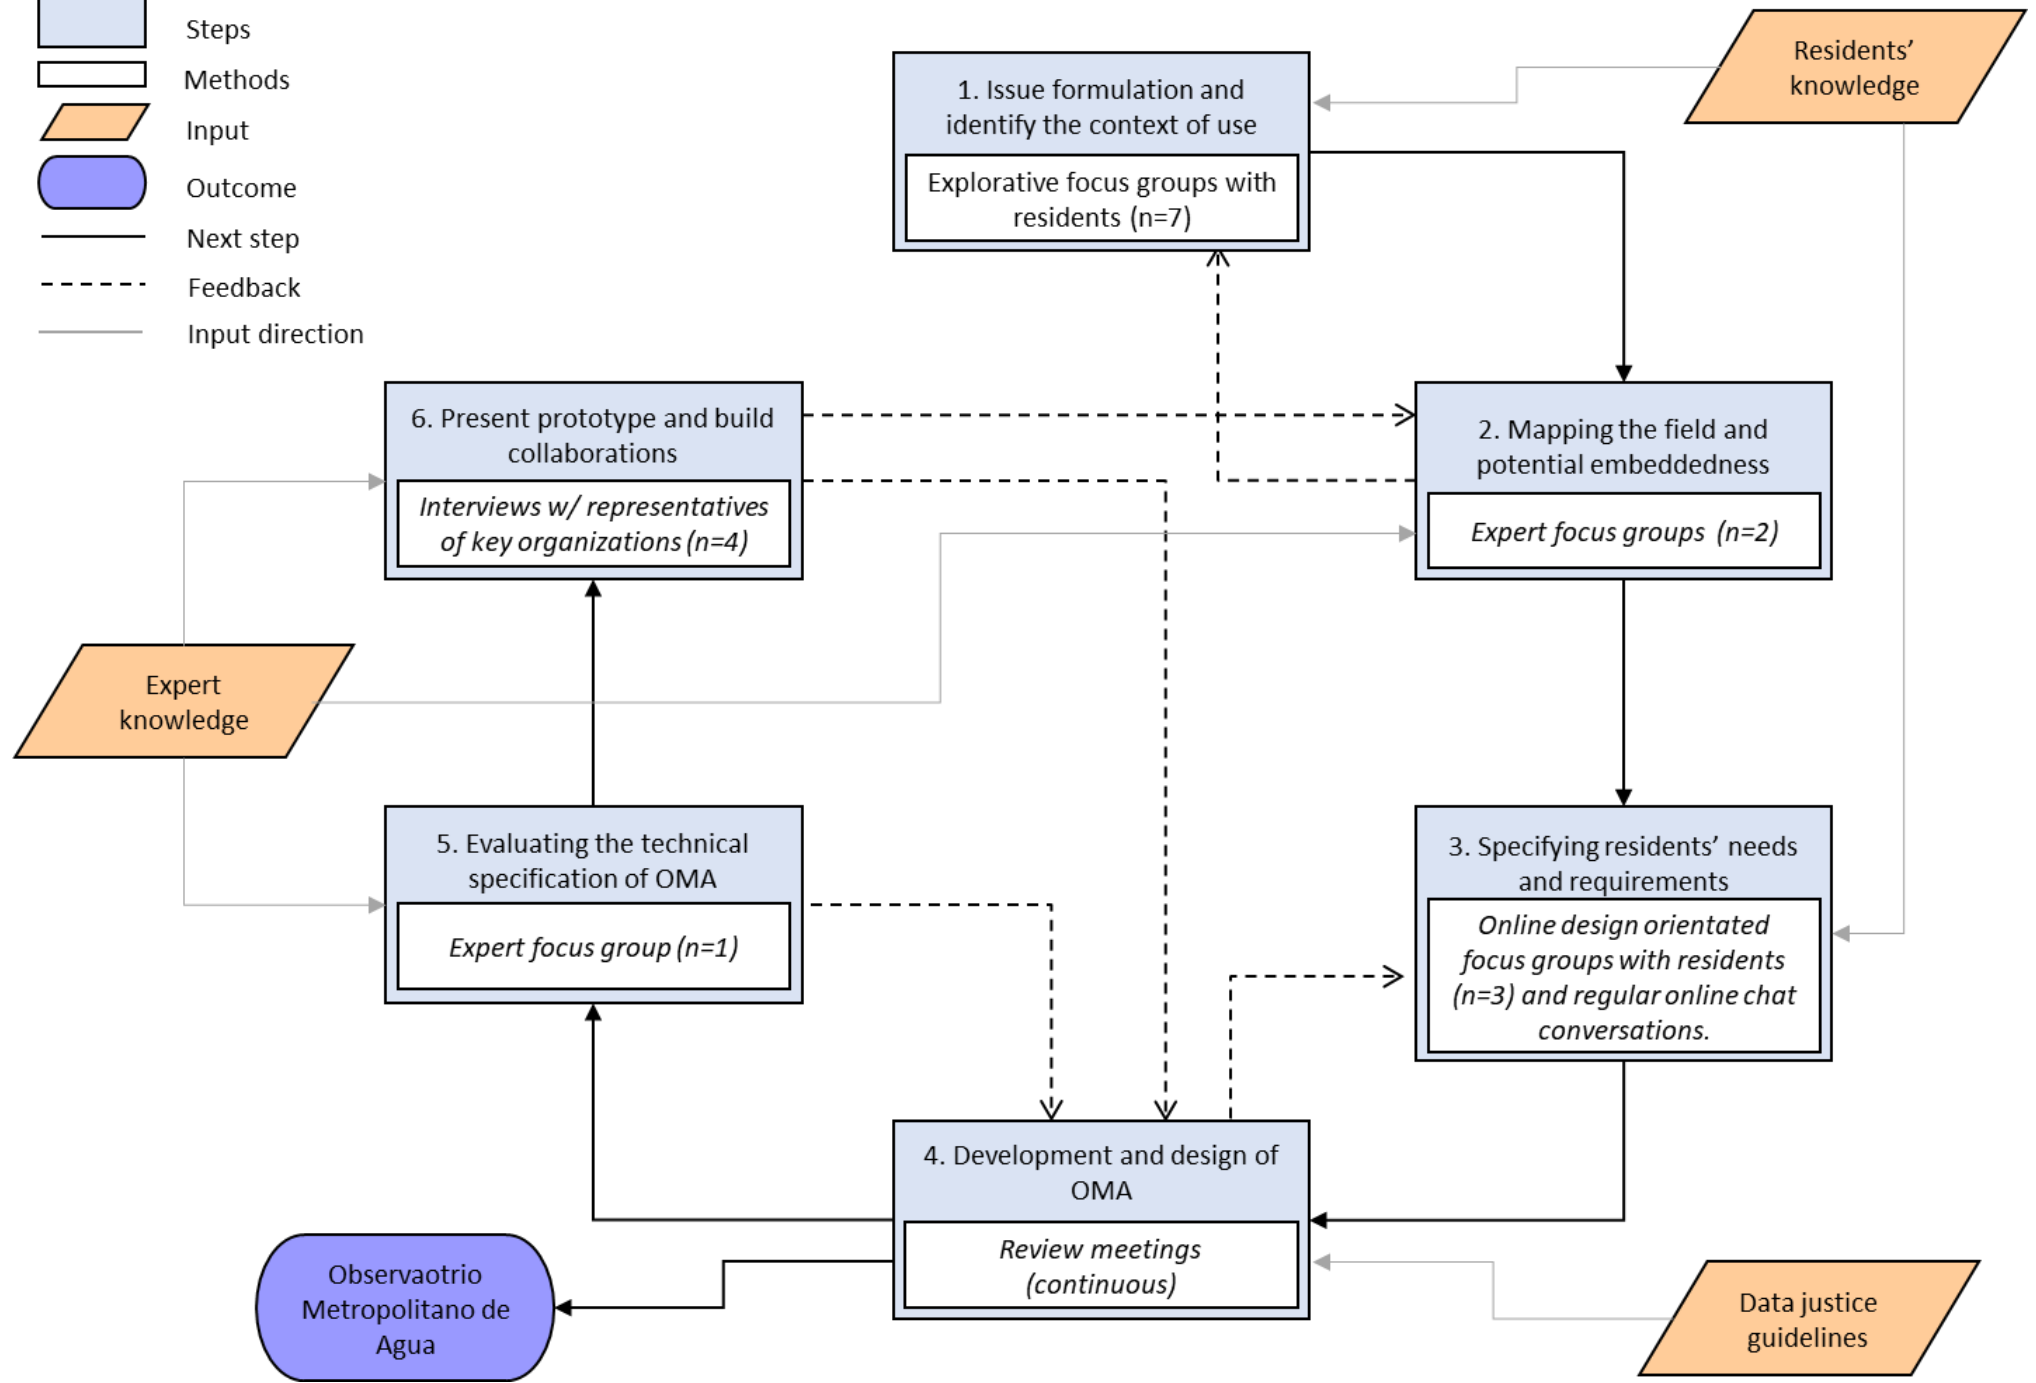 Steps
Methods
Input
Outcome
Next step
Feedback
Input direction
Residents’
knowledge
1. Issue formulation and
identify the context of use
Explorative focus groups with
residents (n=7)
6. Present prototype and build
collaborations
Interviews w/ representatives
of key organizations (n=4)
2. Mapping the field and
potential embeddedness
Expert focus groups (n=2)
Expert
knowledge
5. Evaluating the technical
specification of OMA
Expert focus group (n=1)
3. Specifying residents’ needs
and requirements
Online design orientated
focus groups with residents
(n=3) and regular online chat
conversations.
4. Development and design of
OMA
Review meetings
(continuous)
Observaotrio
Metropolitano de
Agua
Data justice
guidelines